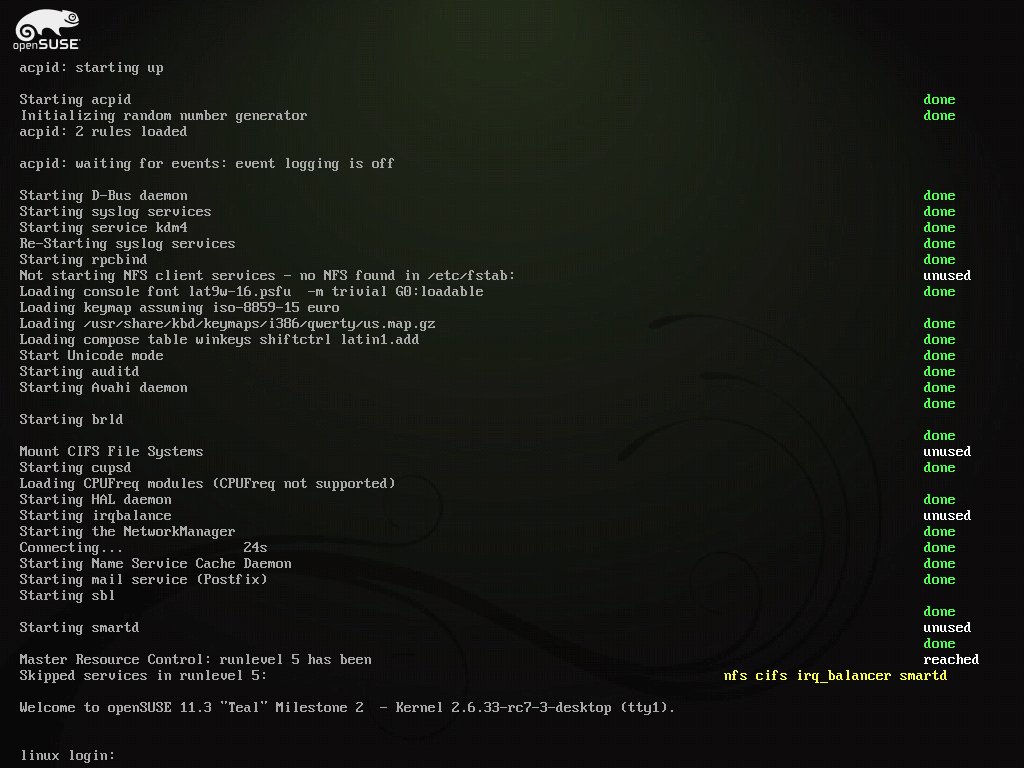 openSUSE
acpid: starting up
Starting acpid done
Initializing random number generator done
acpid: 2 rules loaded
acpid: waiting for events: event logging is off
Starting D-Bus daemon done
Starting syslog services done
Starting service kdm4 done
Re-Starting syslog services done
Starting rpcbind done
Not starting NFS client services - no NFS found in /etc/fstab: unused
Loading console font lat9w-16.psfu  -m trivial G0:loadable done
Loading keymap assuming iso-8859-15 euro
Loading /usr/share/kbd/keymaps/i386/qwerty/us.map.gz done
Loading compose table winkeys shiftctrl latin1.add done
Start Unicode mode done
Starting auditd done
Starting Avahi daemon done
done
Starting brld
done
Mount CIFS File Systems unused
Starting cupsd done
Loading CPUFreq modules (CPUFreq not supported)
Starting HAL daemon done
Starting irqbalance unused
Starting the NetworkManager done
Connecting... 24s done
Starting Name Service Cache Daemon done
Starting mail service (Postfix) done
Starting sbl
done
Starting smartd unused
done
Master Resource Control: runlevel 5 has been reached
Skipped services in runlevel 5: nfs cifs irq_balancer smartd
Welcome to openSUSE 11.3 "Teal" Milestone 2  - Kernel 2.6.33-rc7-3-desktop (tty1).
linux login: